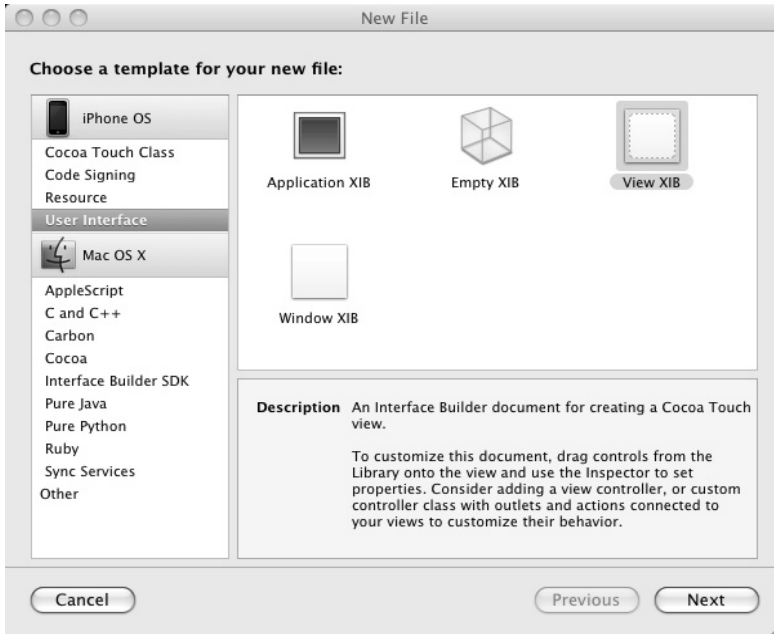 New File
Choose a template for your new file:
iPhone OS
Cocoa Touch Class
Code Signing
Resource
User Interface
Mac OS X
AppleScript
C and C++
Carbon
Cocoa
Interface Builder SDK
Pure Java
Pure Python
Ruby
Sync Services
Other
Application XIB
Empty XIB
View XIB
Window XIB
Description An Interface Builder document for creating a Cocoa Touch
view.
To customize this document, drag controls from the
Library onto the view and use the Inspector to set
properties. Consider adding a view controller, or custom
controller class with outlets and actions connected to
your views to customize their behavior.
Cancel
Previous
Next